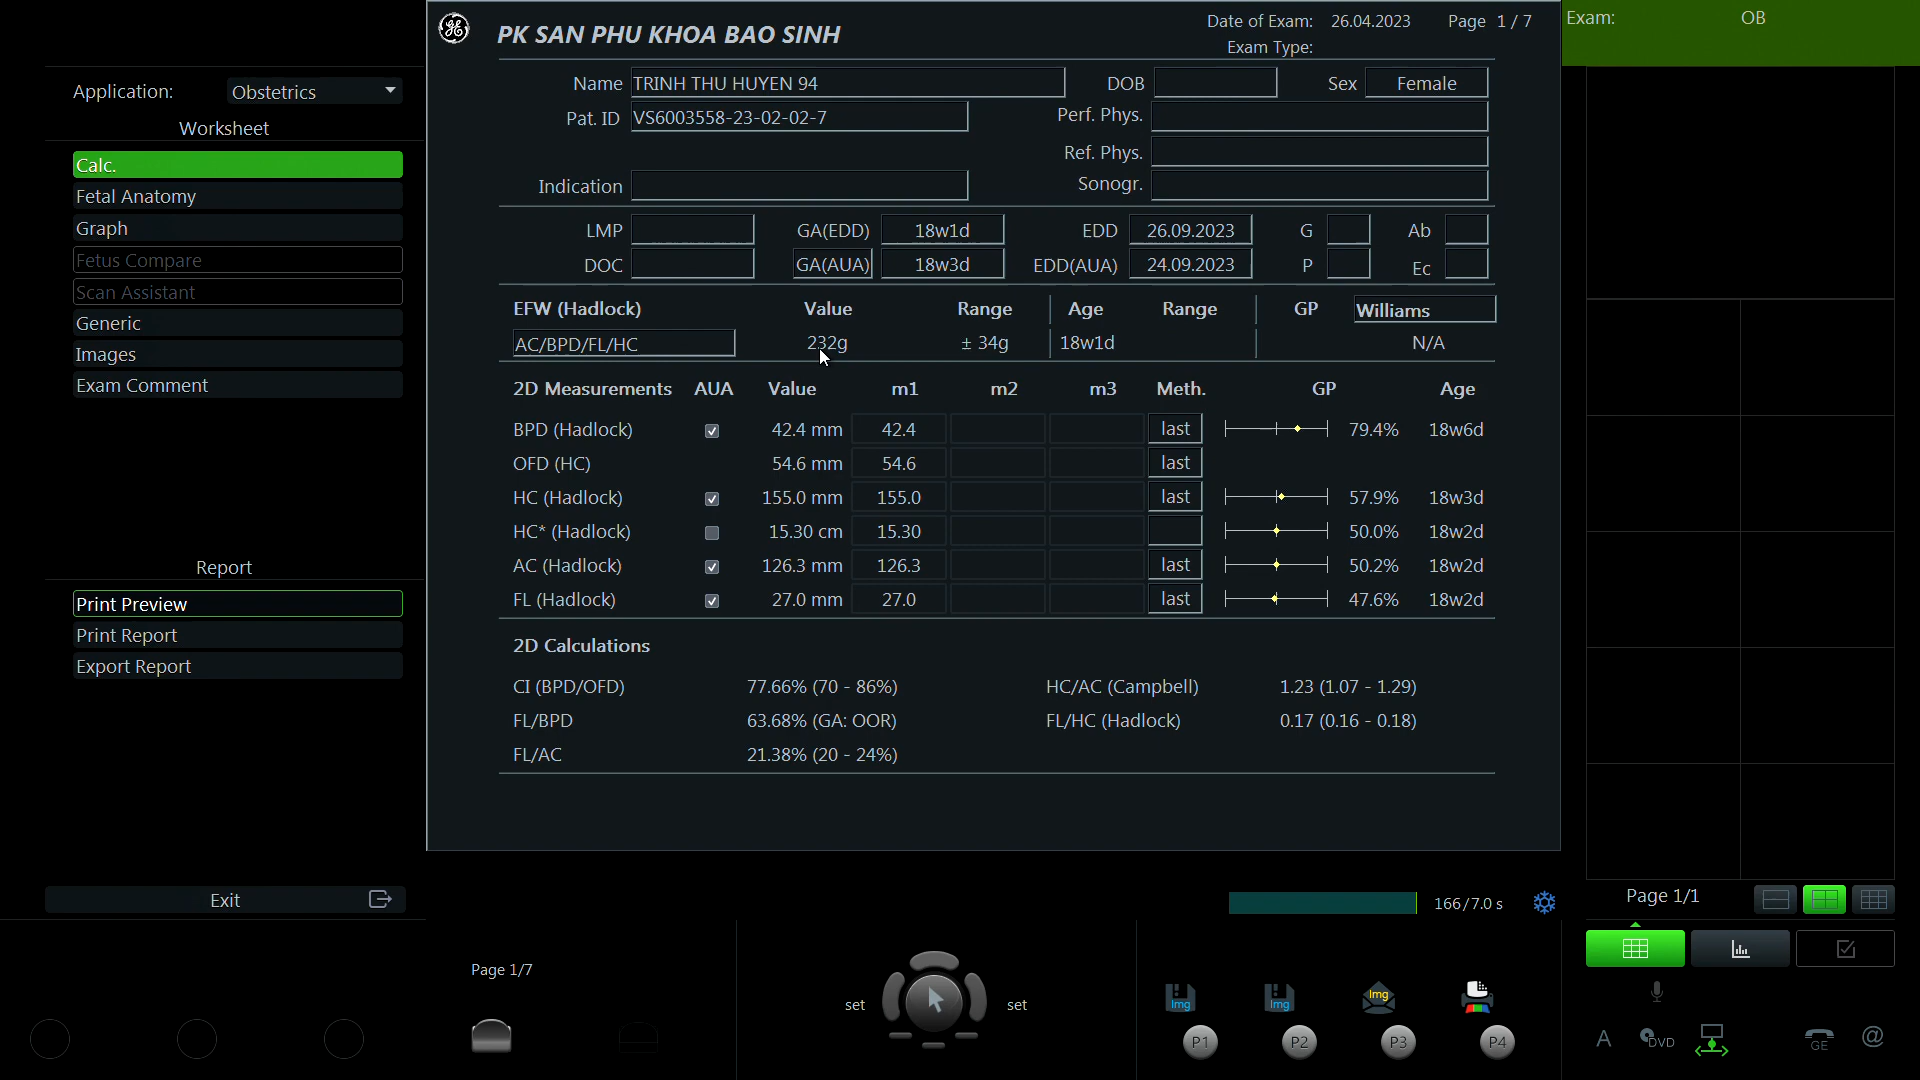 PK SAN PHU KHOA BAO SINH
Date of Exam: 26.04.2023 Page 1 / 7
Exam Type:
Exam: OB
Application: Obstetrics
Worksheet
Calc.
Fetal Anatomy
Graph
Fetus Compare
Scan Assistant
Generic
Images
Exam Comment
Report
Print Preview
Print Report
Export Report
Exit
Name TRINH THU HUYEN 94 DOB Sex Female
Pat. ID VS6003558-23-02-02-7 Perf. Phys.
Ref. Phys.
Indication Sonogr.
LMP GA(EDD) 18w1d EDD 26.09.2023 G Ab
DOC GA(AUA) 18w3d EDD(AUA) 24.09.2023 P Ec
EFW (Hadlock) Value Range Age Range GP Williams
AC/BPD/FL/HC 232g ± 34g 18w1d N/A
2D Measurements AUA Value m1 m2 m3 Meth. GP Age
BPD (Hadlock) 42.4 mm 42.4 last 79.4% 18w6d
OFD (HC) 54.6 mm 54.6 last
HC (Hadlock) 155.0 mm 155.0 last 57.9% 18w3d
HC* (Hadlock) 15.30 cm 15.30 50.0% 18w2d
AC (Hadlock) 126.3 mm 126.3 last 50.2% 18w2d
FL (Hadlock) 27.0 mm 27.0 last 47.6% 18w2d
2D Calculations
CI (BPD/OFD) 77.66% (70 - 86%) HC/AC (Campbell) 1.23 (1.07 - 1.29)
FL/BPD 63.68% (GA: OOR) FL/HC (Hadlock) 0.17 (0.16 - 0.18)
FL/AC 21.38% (20 - 24%)
166/7.0 s
Page 1/1
Page 1/7
set set
Img Img Img
P1 P2 P3 P4
A DVD GE @